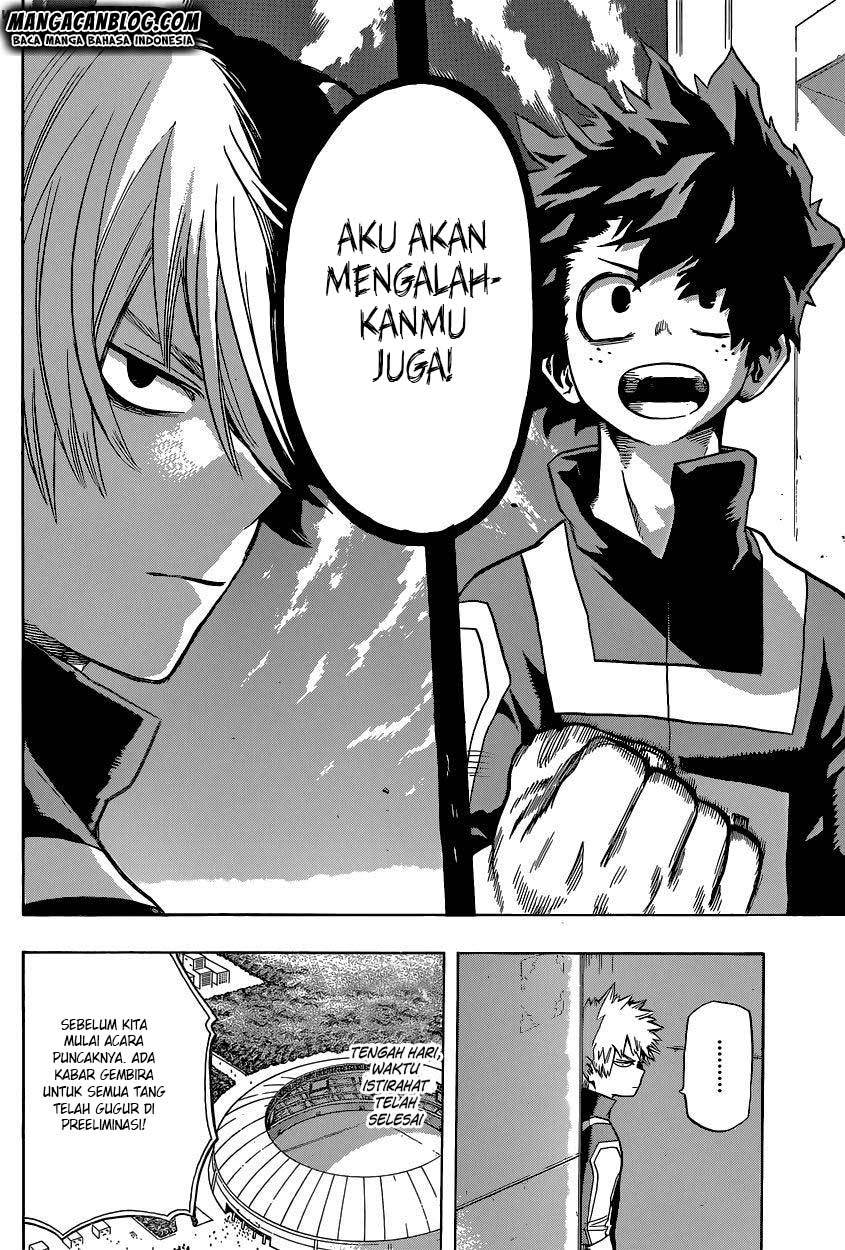 MANGACANBLOG.COM
BACA MANGA BAHASA INDONESIA
AKU AKAN
MENGALAH-
KANMU
JUGA!
.........
TENGAH HARI,
WAKTU
ISTIRAHAT
TELAH
SELESAI
SEBELUM KITA
MULAI ACARA
PUNCAKNYA. ADA
KABAR GEMBIRA
UNTUK SEMUA TANG
TELAH GUGUR DI
PREELIMINASI!